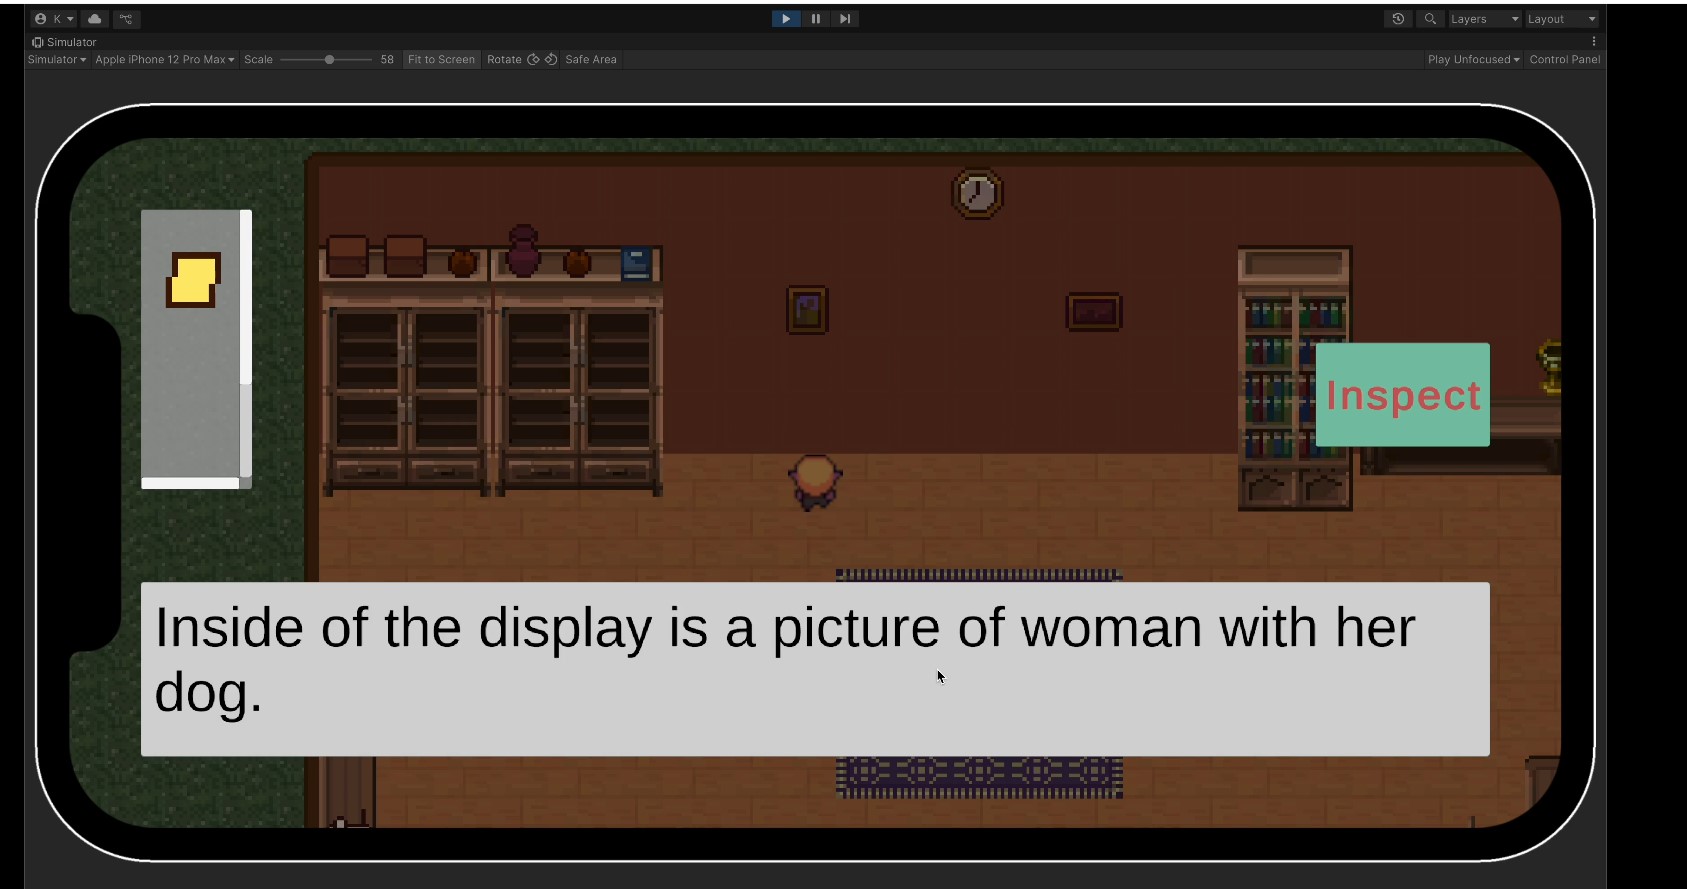 K
Layers
Layout
Simulator
Simulator Apple iPhone 12 Pro Max Scale 58 Fit to Screen Rotate Safe Area Play Unfocused Control Panel
Inspect
Inside of the display is a picture of woman with her
dog.